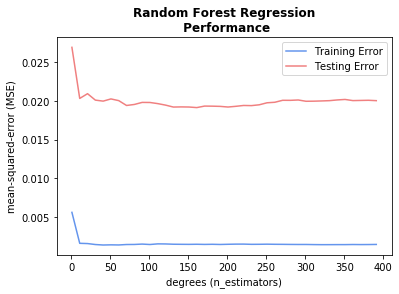 Random Forest Regression
Performance
Training Error
Testing Error
mean-squared-error (MSE)
0.025
0.020
0.015
0.010
0.005
0 50 100 150 200 250 300 350 400
degrees (n_estimators)